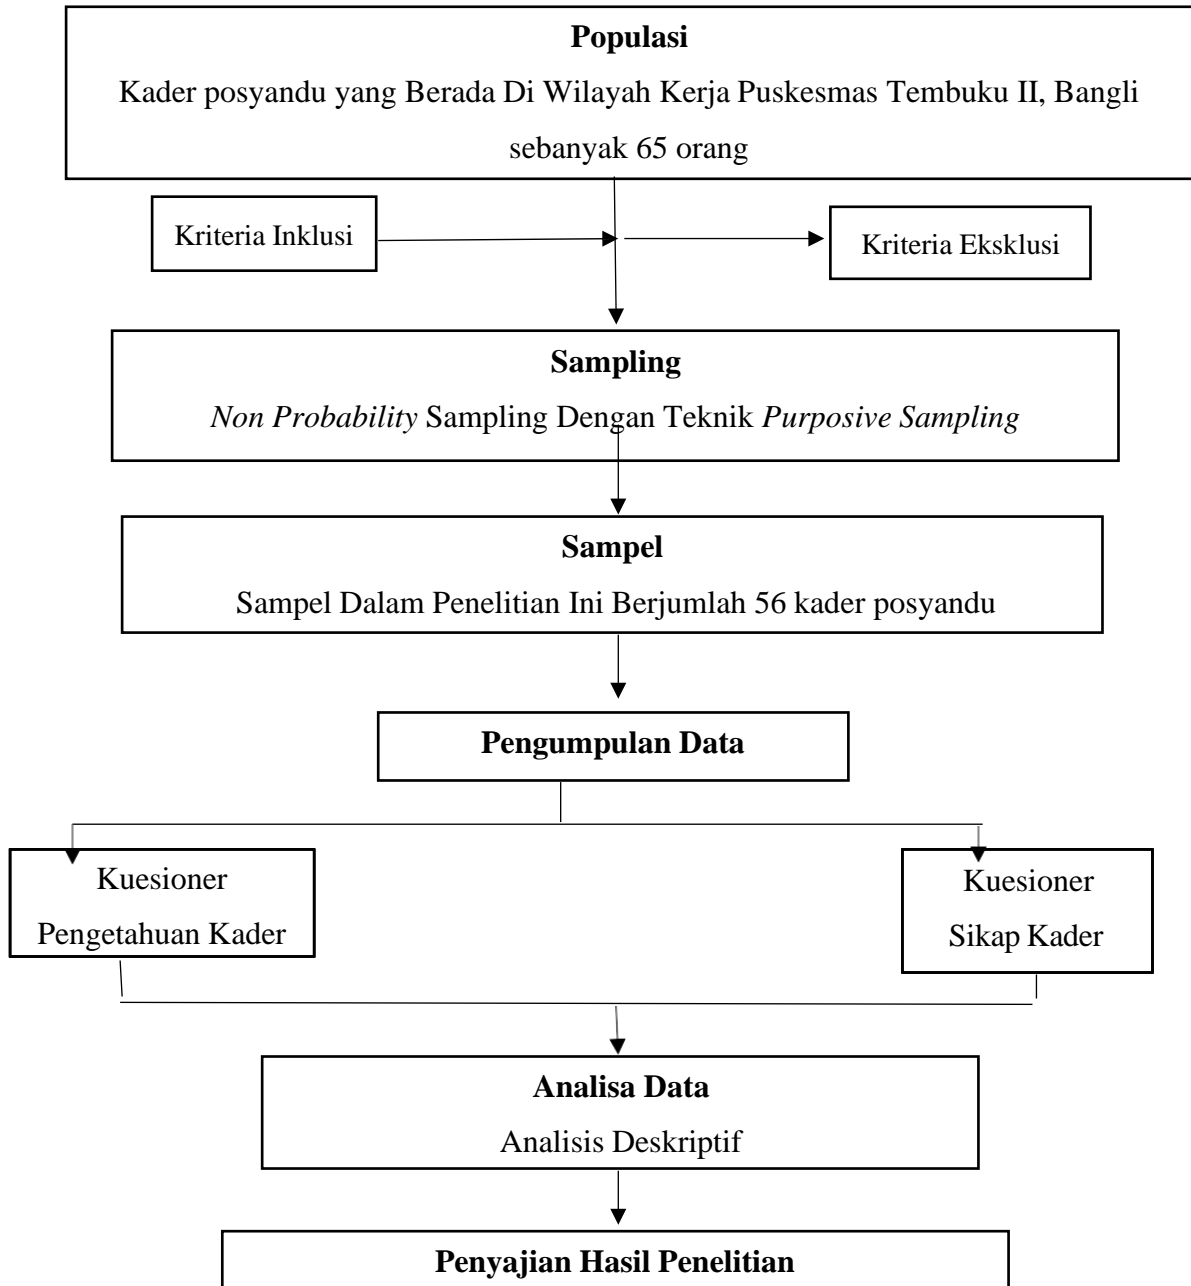 Populasi
Kader posyandu yang Berada Di Wilayah Kerja Puskesmas Tembuku II, Bangli
sebanyak 65 orang
Kriteria Inklusi
Kriteria Eksklusi
Sampling
Non Probability Sampling Dengan Teknik Purposive Sampling
Sampel
Sampel Dalam Penelitian Ini Berjumlah 56 kader posyandu
Pengumpulan Data
Kuesioner
Pengetahuan Kader
Kuesioner
Sikap Kader
Analisa Data
Analisis Deskriptif
Penyajian Hasil Penelitian